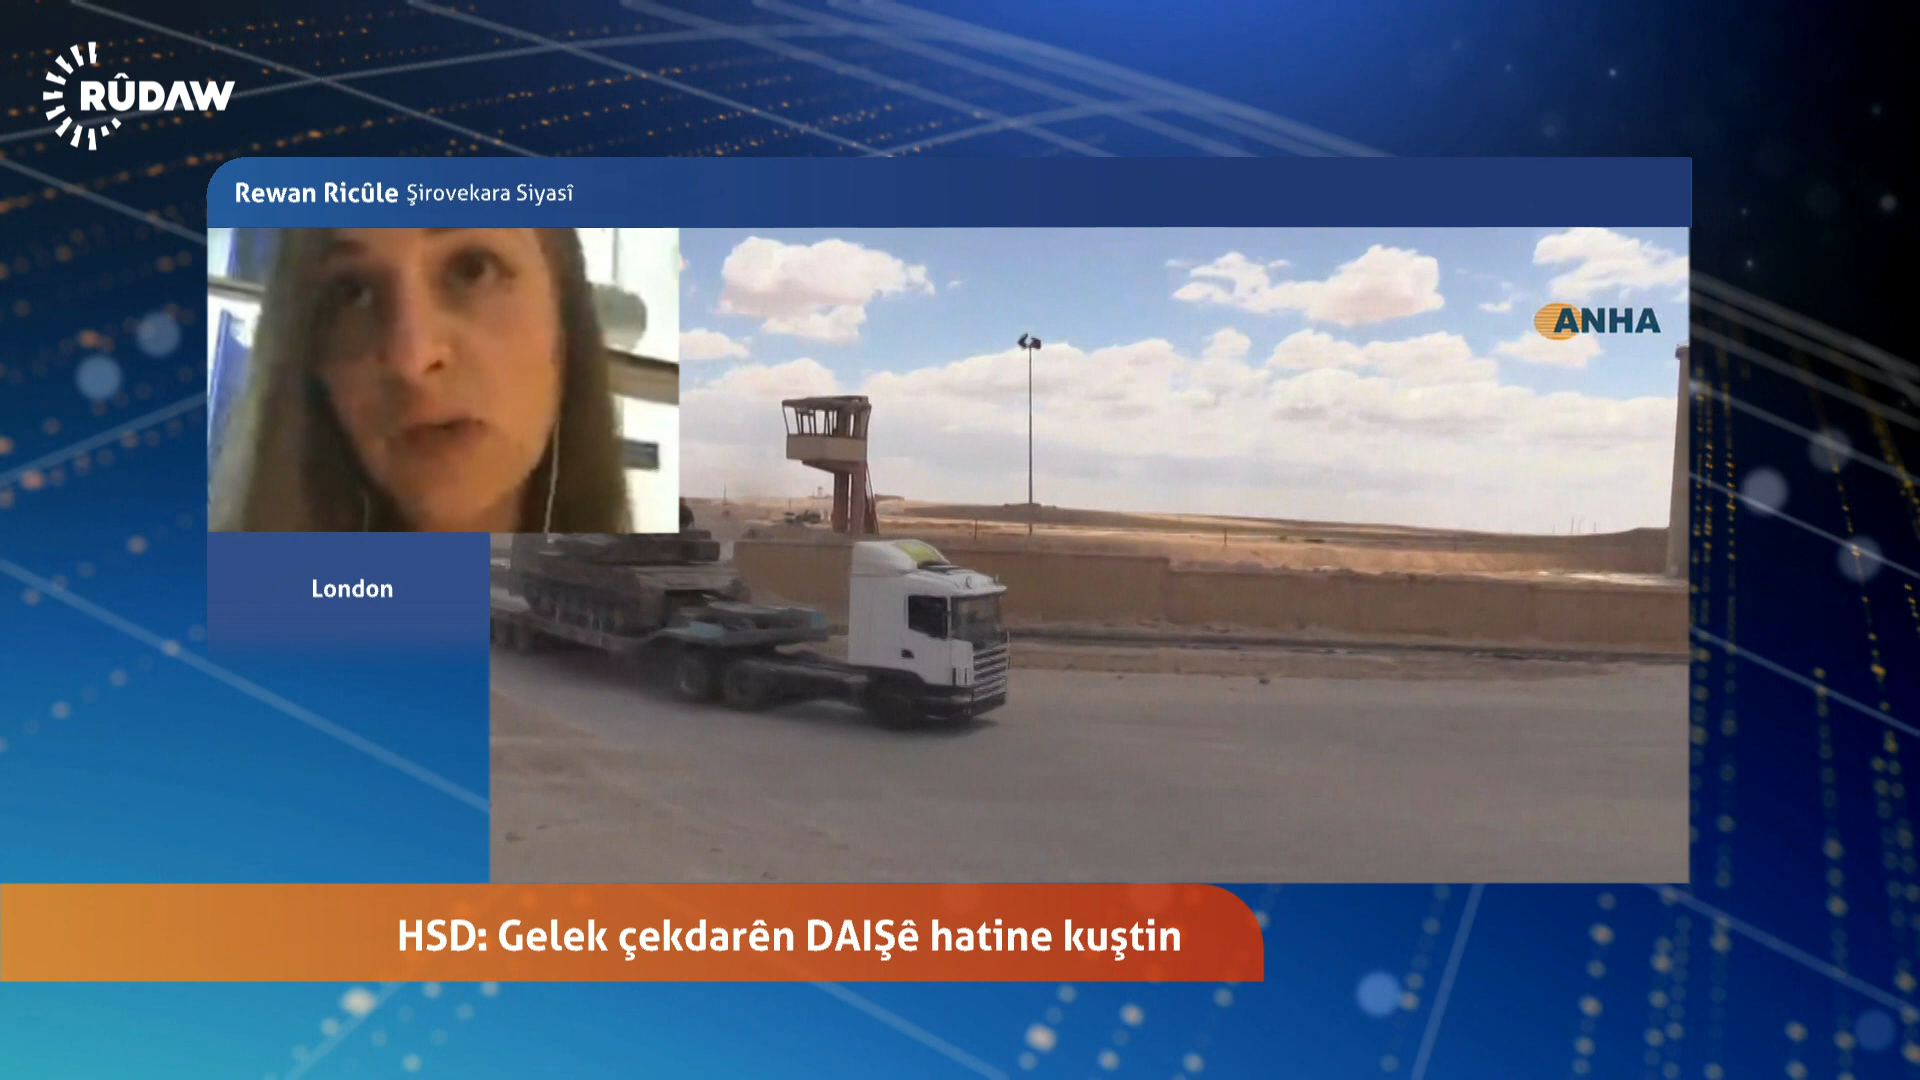 RÛDAW
Rewan Ricûle Şirovekara Siyasî
ANHA
London
HSD: Gelek çekdarên DAIŞê hatine kuştin